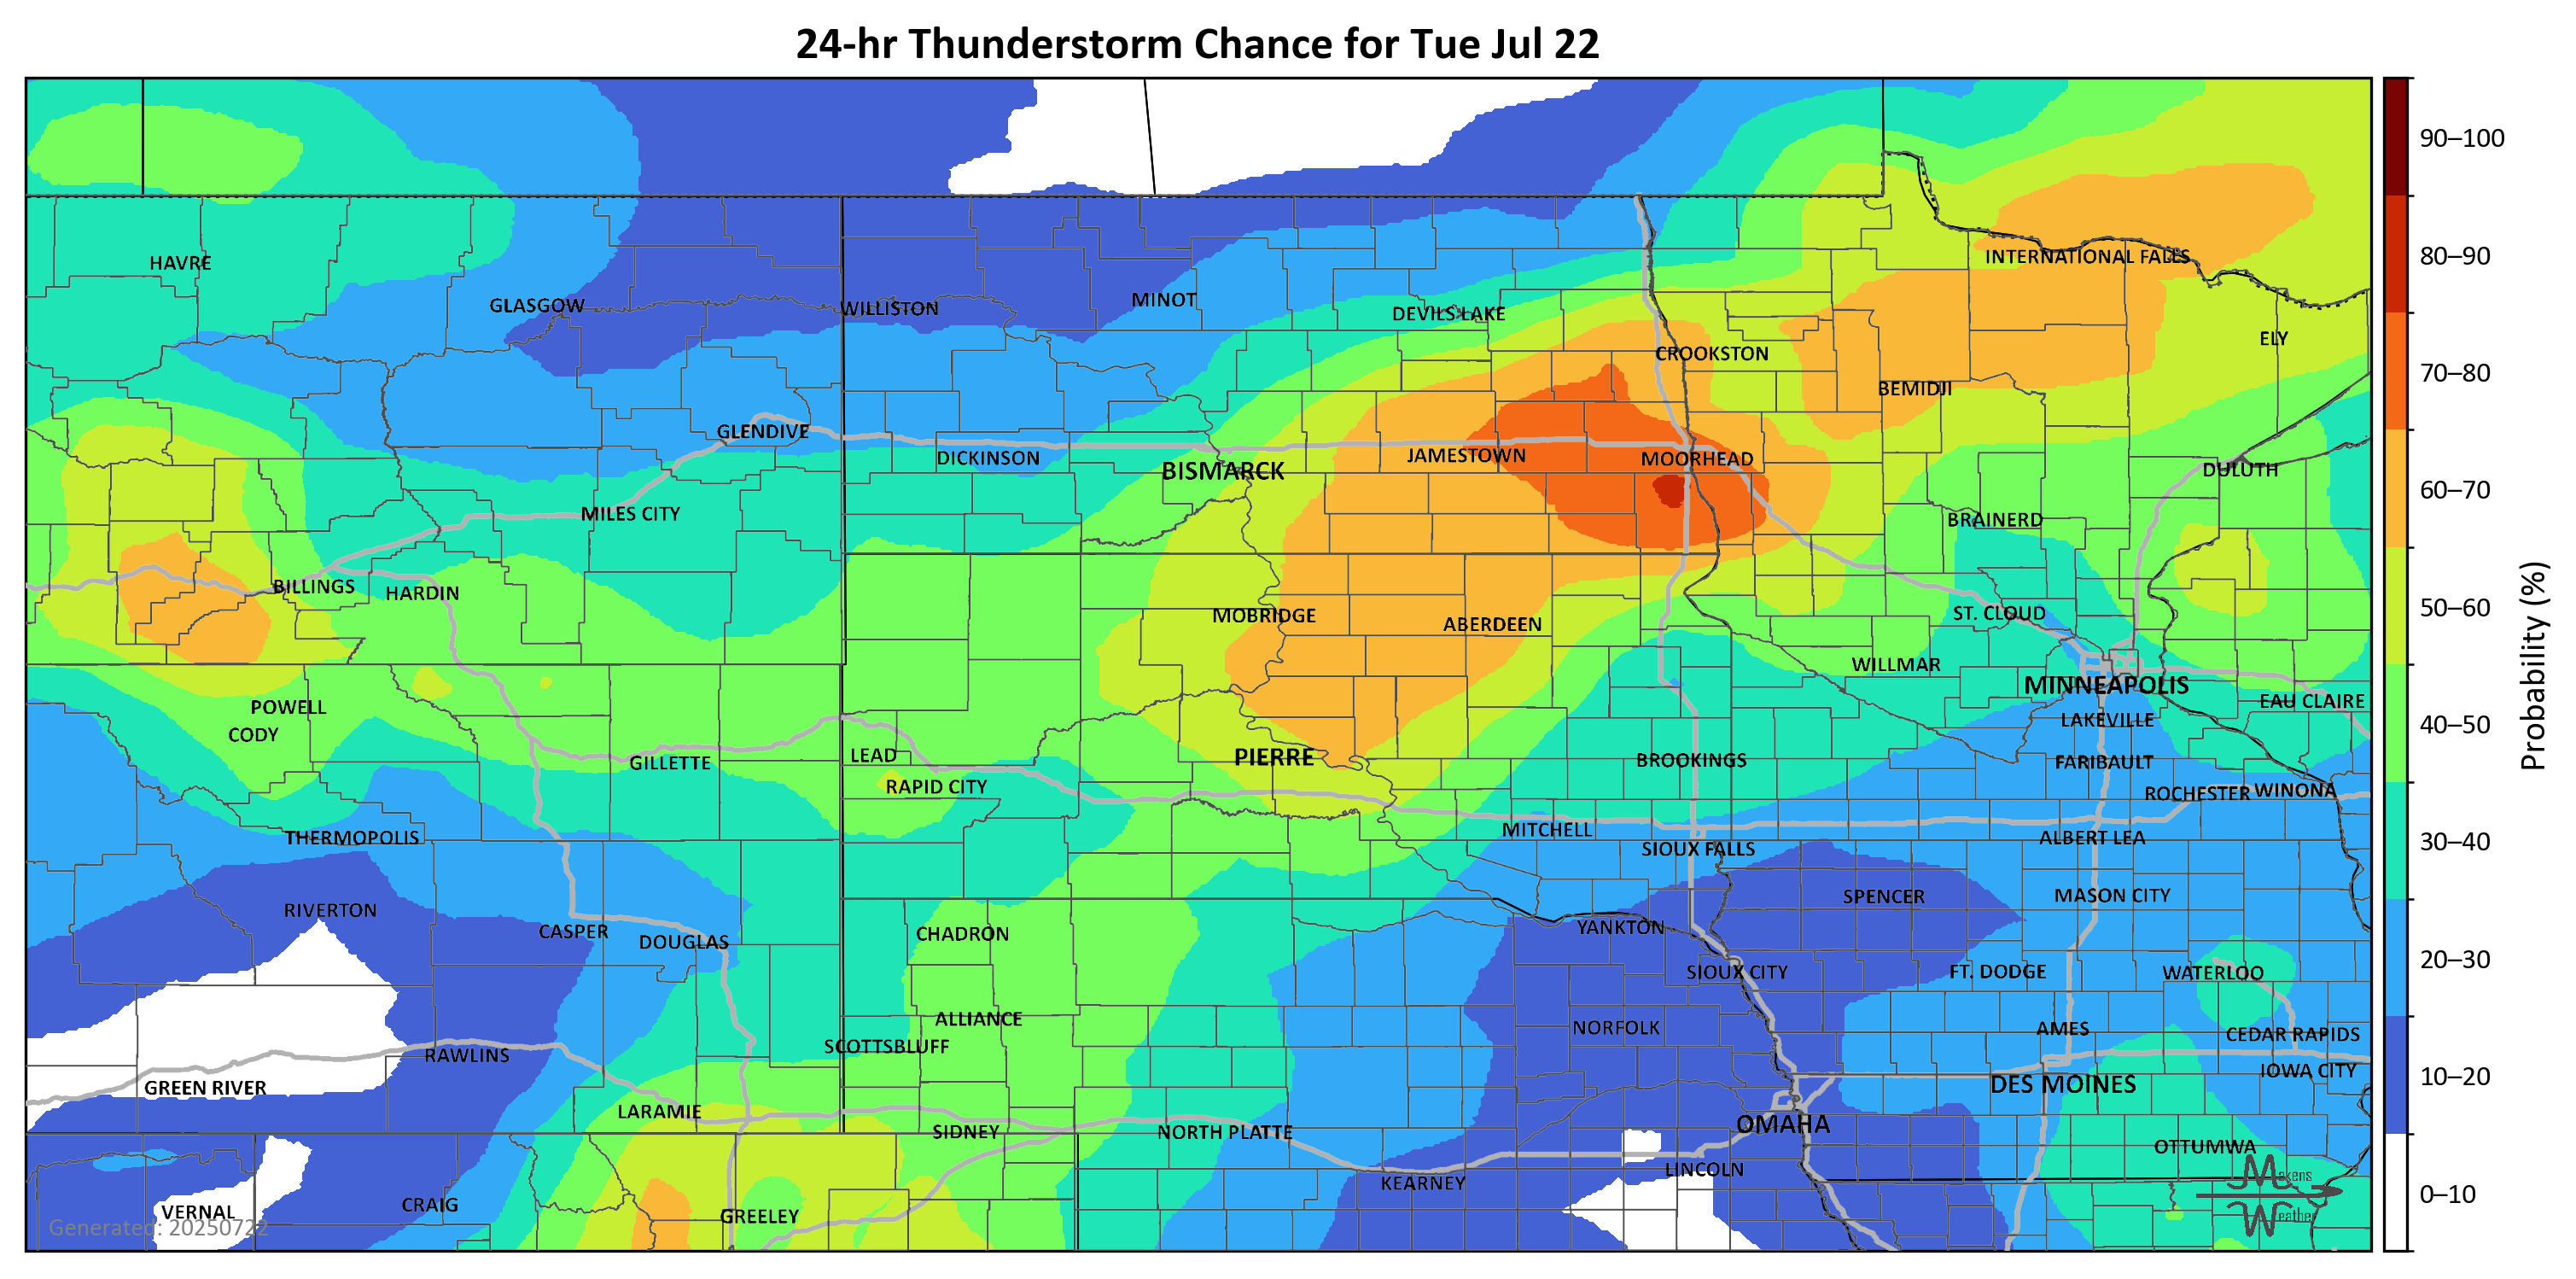 24-hr Thunderstorm Chance for Tue Jul 22
90–100
INTERNATIONAL FALLS
80–90
HAVRE
MINOT
GLASGOW
WILLISTON
DEVILS LAKE
ELY
CROOKSTON
70–80
BEMIDJI
GLENDIVE
DICKINSON
JAMESTOWN
MOORHEAD
BISMARCK
DULUTH
60–70
MILES CITY
BRAINERD
BILLINGS
HARDIN
50–60
MOBRIDGE
ABERDEEN
ST. CLOUD
WILLMAR
Probability (%)
MINNEAPOLIS
POWELL
EAU CLAIRE
LAKEVILLE
40–50
CODY
LEAD
PIERRE
BROOKINGS
GILLETTE
FARIBAULT
RAPID CITY
ROCHESTER
WINONA
MITCHELL
THERMOPOLIS
ALBERT LEA
30–40
SIOUX FALLS
SPENCER
MASON CITY
RIVERTON
YANKTON
CASPER
CHADRON
DOUGLAS
20–30
SIOUX CITY
FT. DODGE
WATERLOO
ALLIANCE
NORFOLK
AMES
CEDAR RAPIDS
SCOTTSBLUFF
RAWLINS
IOWA CITY
10–20
GREEN RIVER
DES MOINES
LARAMIE
OMAHA
SIDNEY
NORTH PLATTE
OTTUMWA
LINCOLN
KEARNEY
Makens
0–10
CRAIG
VERNAL
GREELEY
Weather
Generated: 20250722